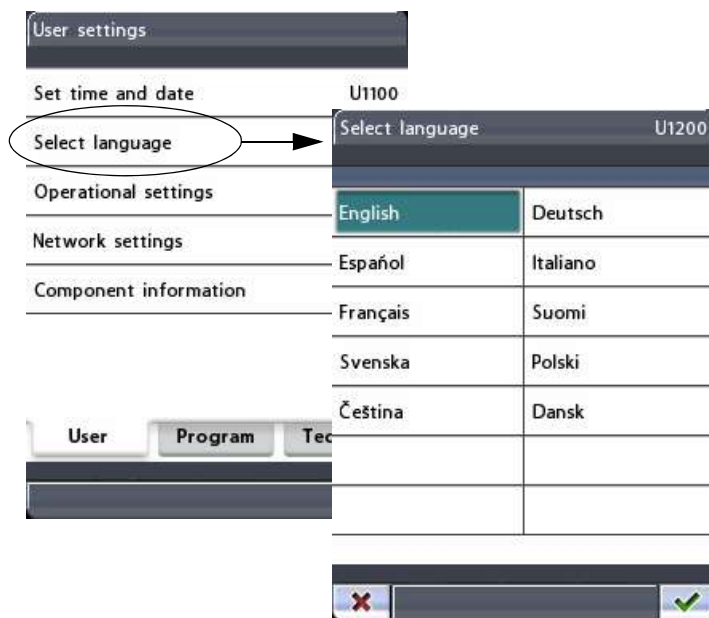 User settings
Set time and date U1100
Select language
Operational settings
Network settings
Component information
User Program Tec
Select language U1200
English Deutsch
Español Italiano
Français Suomi
Svenska Polski
Čeština Dansk